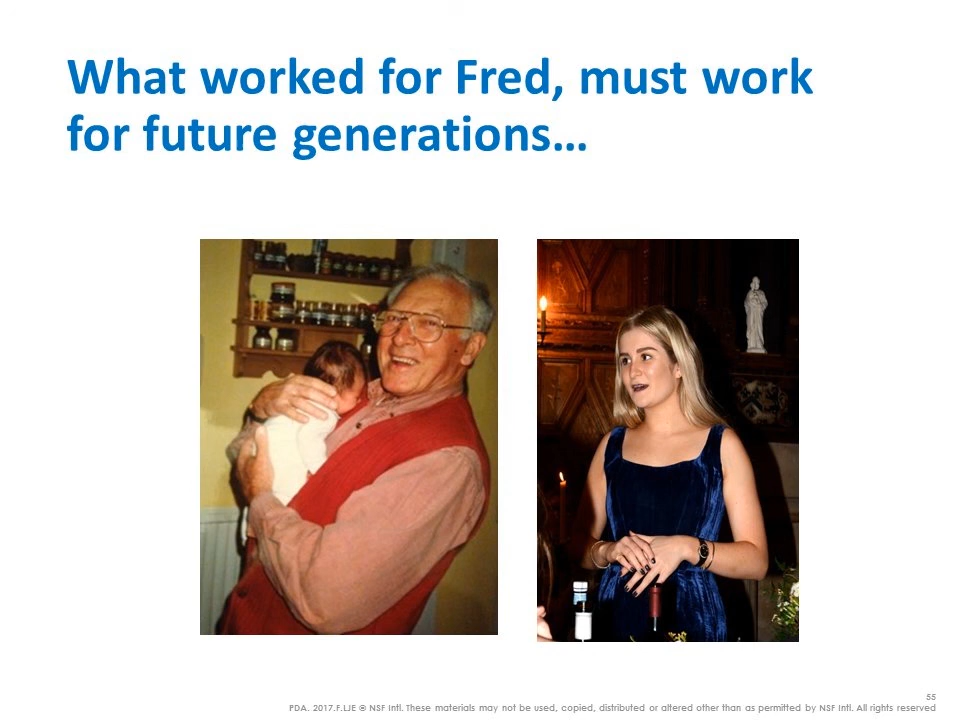 What worked for Fred, must work
for future generations…
55
PDA. 2017.F.LJE ® NSF Intl. These materials may not be used, copied, distributed or altered other than as permitted by NSF Intl. All rights reserved